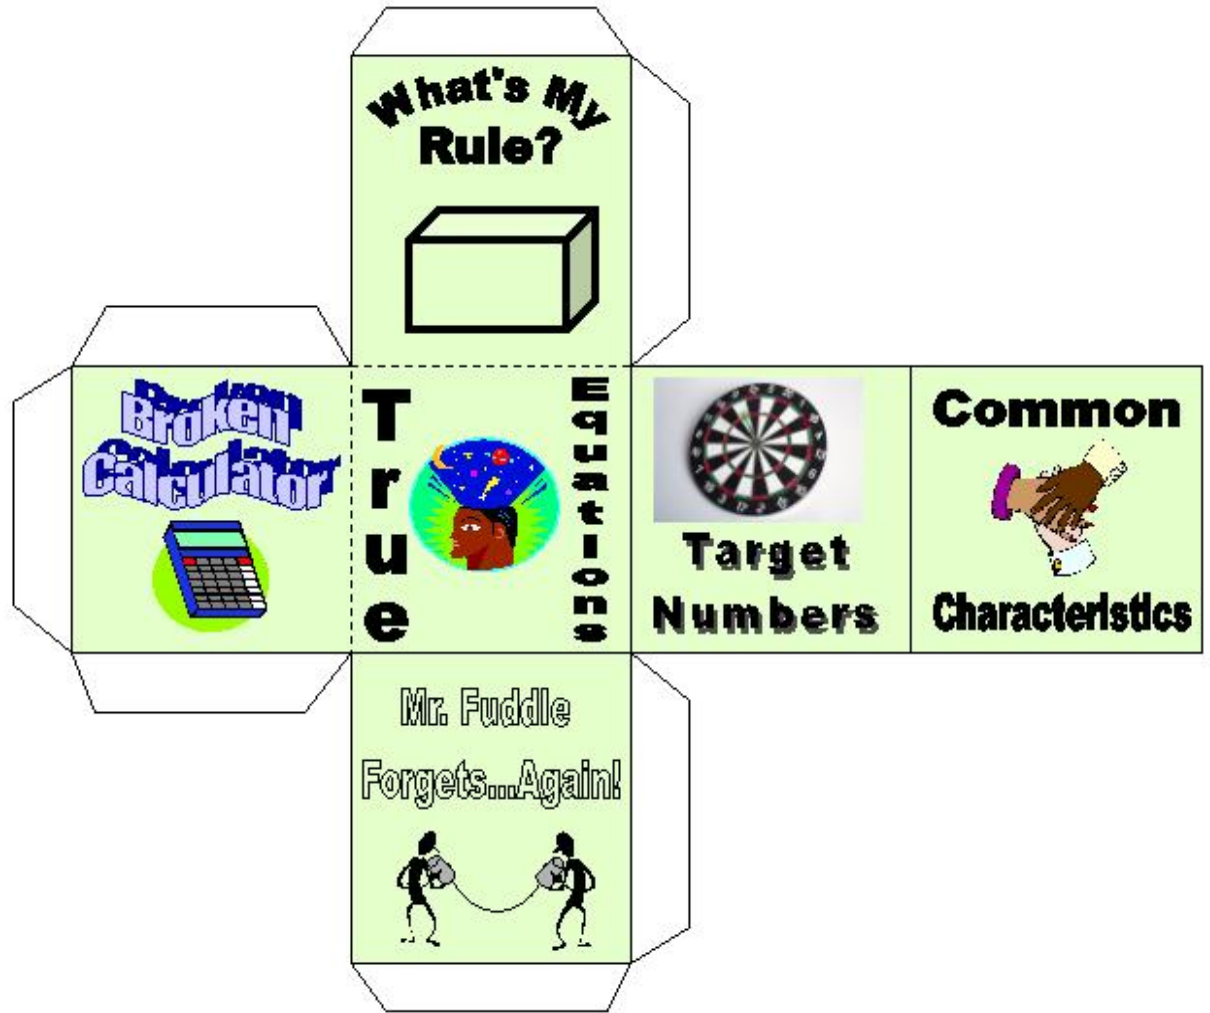 What's My
Rule?
Broken
Calculator
True
Equations
Target
Numbers
Common
Characteristics
Mr. Fuddle
Forgets...Again!